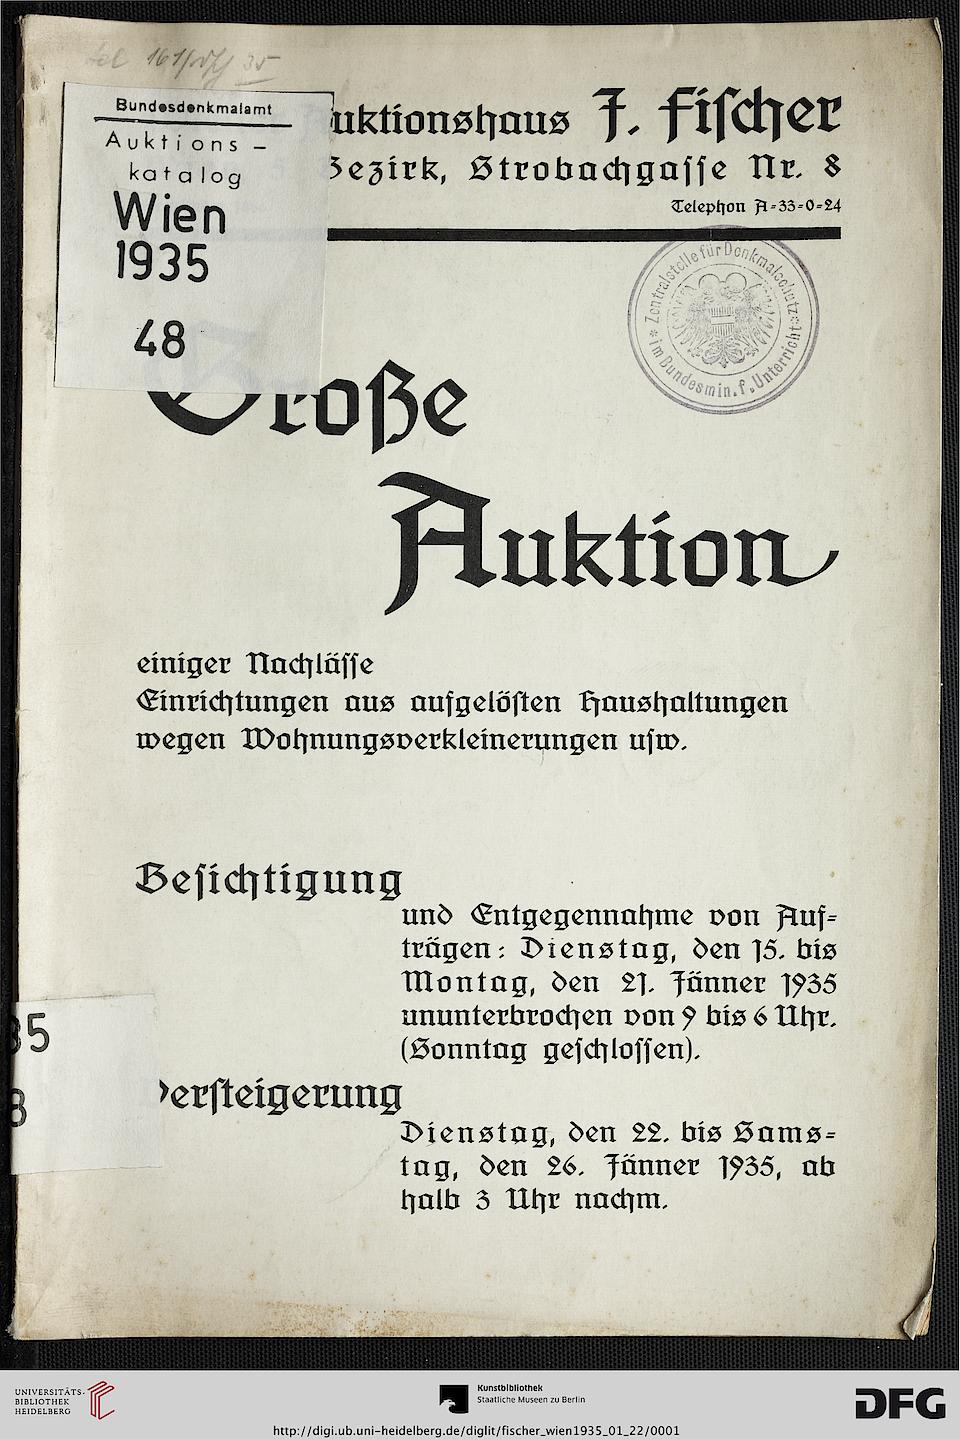 Bundesdenkmalamt
Auktions-
katalog
Wien
1935
48
uktionshaus J. Fischer
Bezirk, Strobachgasse Nr. 8
Telephon A=33=0=24
Zentralstelle für Denkmalschutz
* im Bundesmin. f. Unterricht *
Große
Auktion
einiger Nachlässe
Einrichtungen aus aufgelösten Haushaltungen
wegen Wohnungsverkleinerungen usw.
Besichtigung
und Entgegennahme von Auf=
trägen: Dienstag, den 15. bis
Montag, den 21. Jänner 1935
ununterbrochen von 9 bis 6 Uhr.
(Sonntag geschlossen).
35
8
Versteigerung
Dienstag, den 22. bis Sams=
tag, den 26. Jänner 1935, ab
halb 3 Uhr nachm.
UNIVERSITÄTS-
BIBLIOTHEK
HEIDELBERG
Kunstbibliothek
Staatliche Museen zu Berlin
DFG
http://digi.ub.uni-heidelberg.de/diglit/fischer_wien1935_01_22/0001